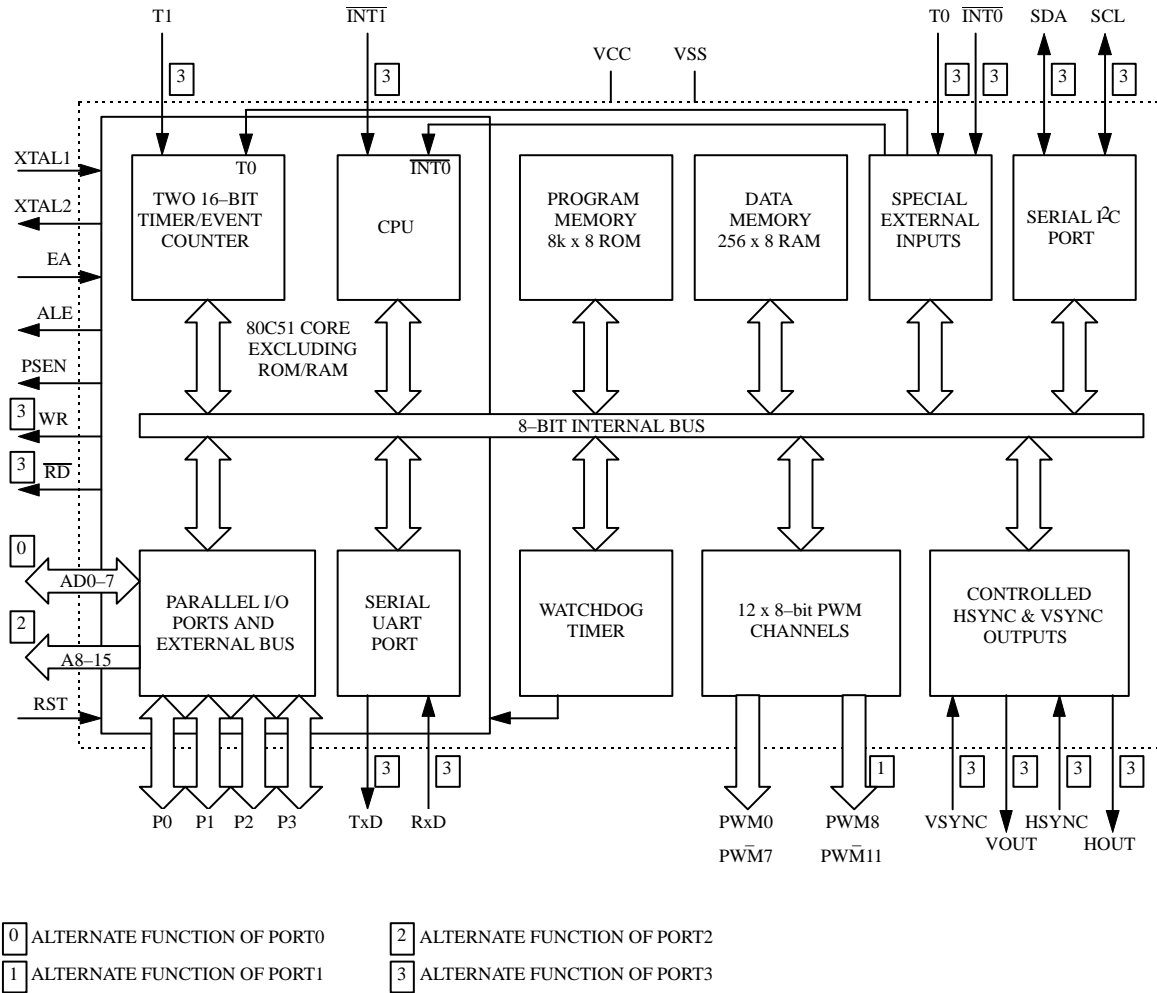 T1
INT1
T0
INT0
SDA
SCL
VCC
VSS
3
3
3
3
3
3
XTAL1
XTAL2
EA
ALE
PSEN
3 WR
3 RD
0
2
RST
T0
TWO 16–BIT
TIMER/EVENT
COUNTER
INT0
CPU
PROGRAM
MEMORY
8k x 8 ROM
DATA
MEMORY
256 x 8 RAM
SPECIAL
EXTERNAL
INPUTS
SERIAL I²C
PORT
80C51 CORE
EXCLUDING
ROM/RAM
8–BIT INTERNAL BUS
AD0–7
A8–15
PARALLEL I/O
PORTS AND
EXTERNAL BUS
SERIAL
UART
PORT
WATCHDOG
TIMER
12 x 8–bit PWM
CHANNELS
CONTROLLED
HSYNC & VSYNC
OUTPUTS
3
3
1
3
3
3
3
P0
P1
P2
P3
TxD
RxD
PWM0
–
PWM7
PWM8
–
PWM11
VSYNC
VOUT
HSYNC
HOUT
0 ALTERNATE FUNCTION OF PORT0
1 ALTERNATE FUNCTION OF PORT1
2 ALTERNATE FUNCTION OF PORT2
3 ALTERNATE FUNCTION OF PORT3